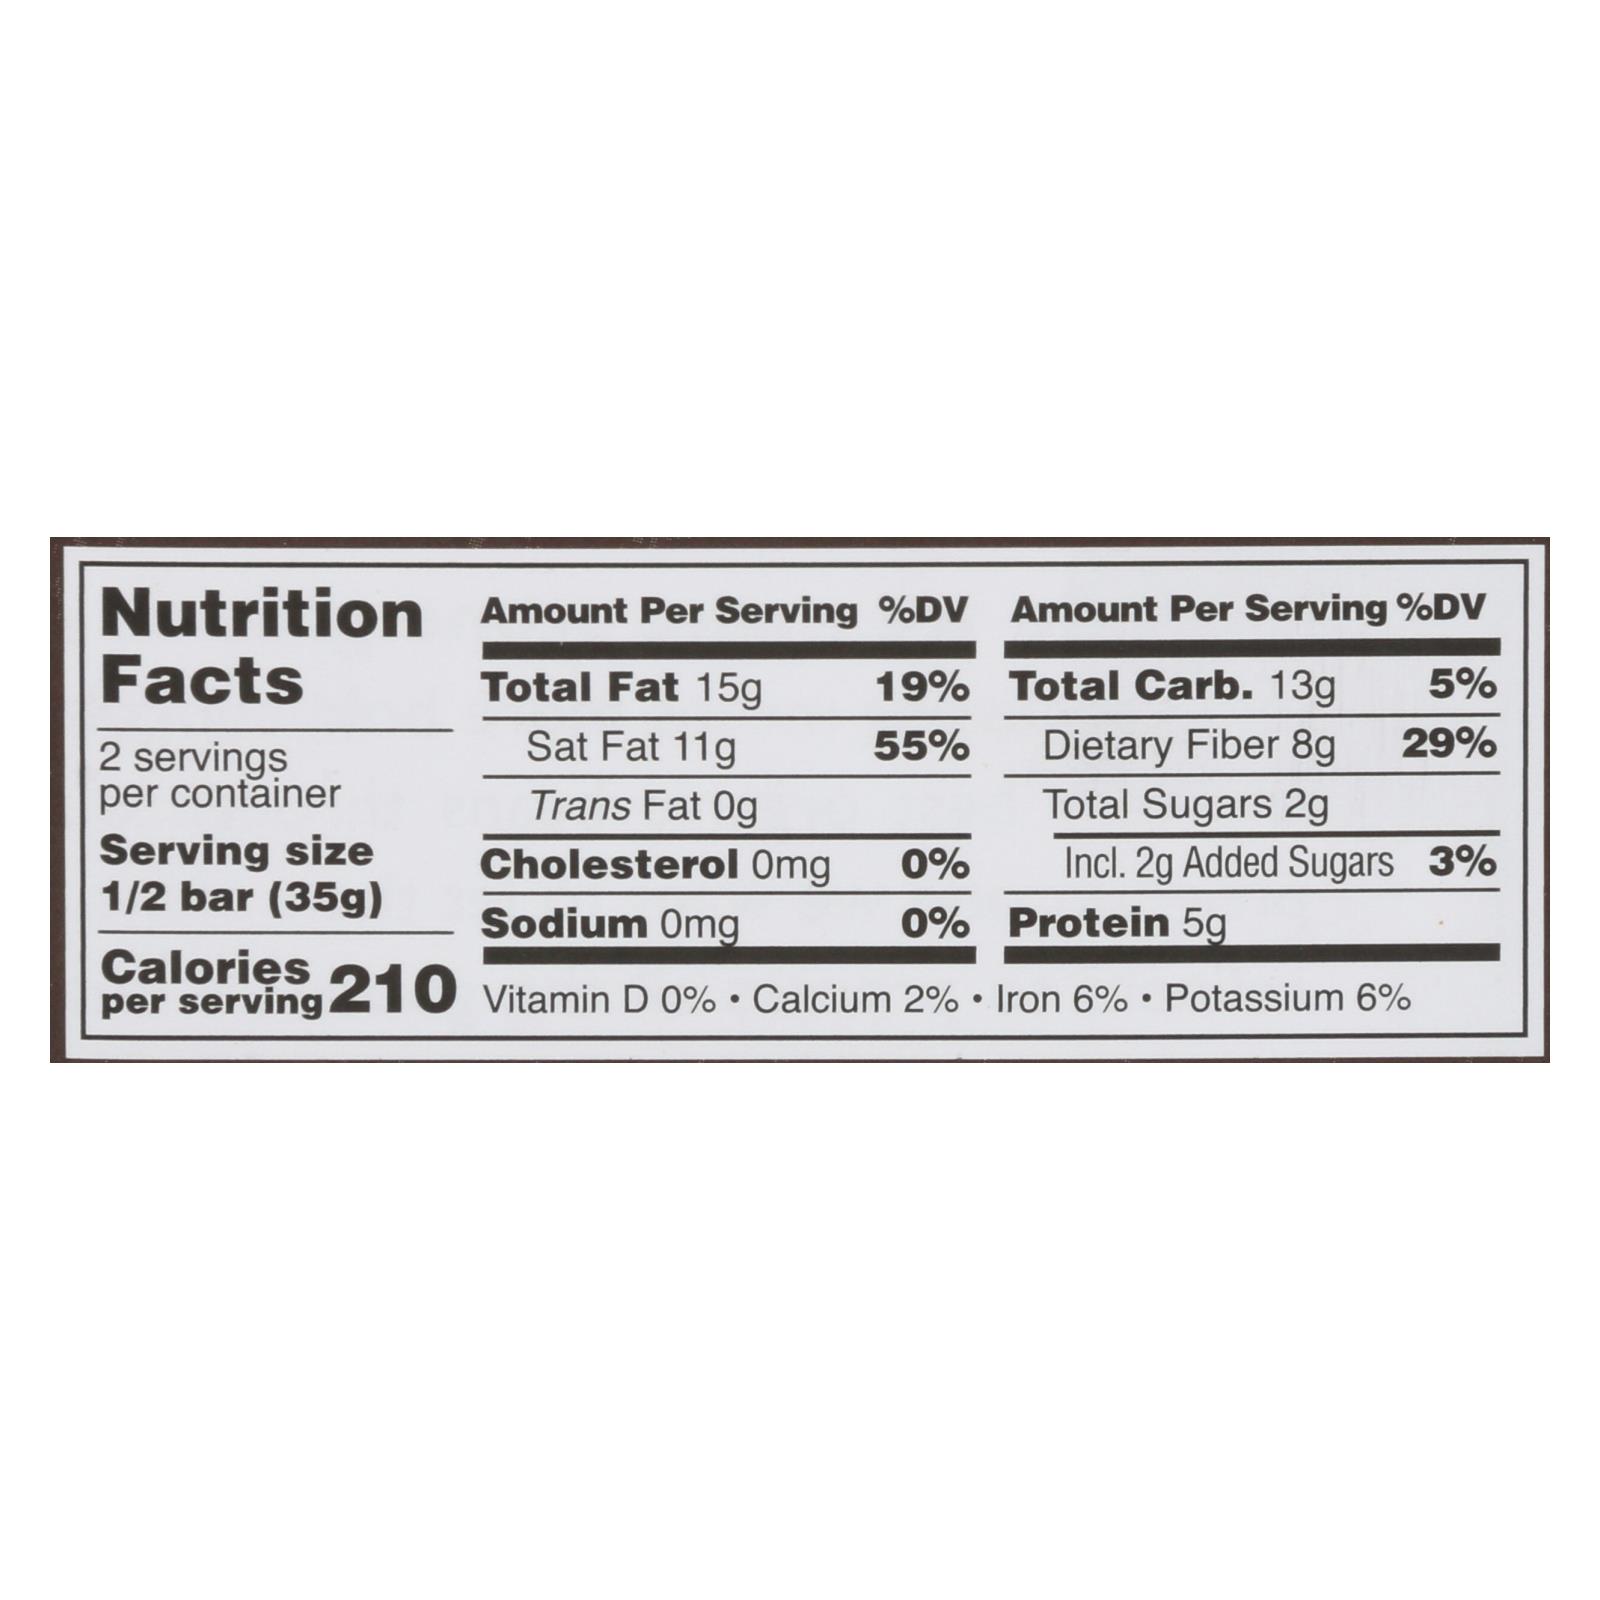 Nutrition
Facts
2 servings
per container
Serving size
1/2 bar (35g)
Calories
per serving 210
Amount Per Serving %DV
Total Fat 15g 19%
Sat Fat 11g 55%
Trans Fat 0g
Cholesterol 0mg 0%
Sodium 0mg 0%
Amount Per Serving %DV
Total Carb. 13g 5%
Dietary Fiber 8g 29%
Total Sugars 2g
Incl. 2g Added Sugars 3%
Protein 5g
Vitamin D 0% • Calcium 2% • Iron 6% • Potassium 6%